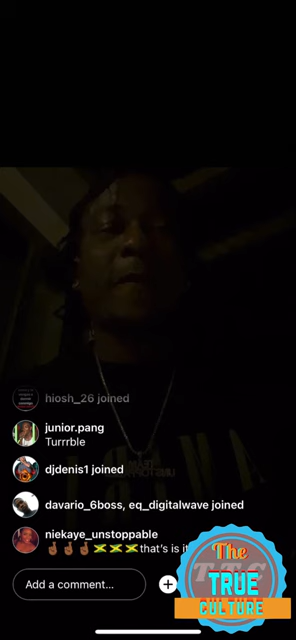 hiosh_26 joined
junior.pang
Turrrble
djdenis1 joined
davario_6boss, eq_digitalwave joined
niekaye_unstoppable
🤞🏾🤞🏾🤞🏾🇯🇲🇯🇲🇯🇲that's is it
Add a comment...
The
TRUE
CULTURE